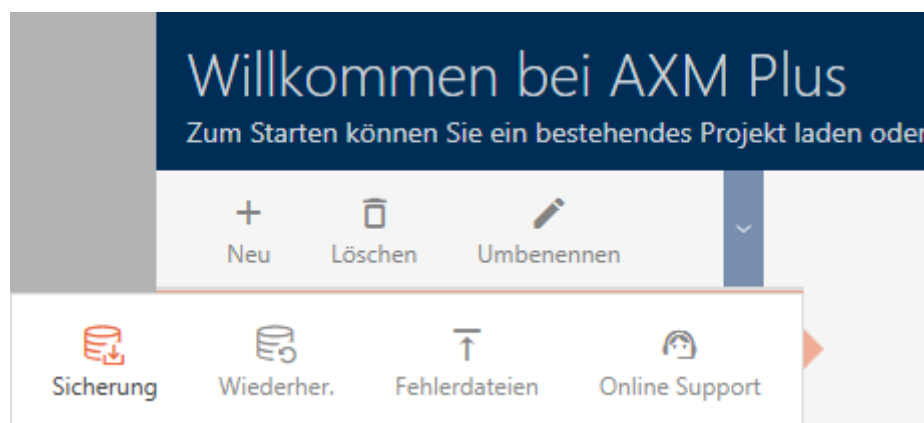 Willkommen bei AXM Plus
Zum Starten können Sie ein bestehendes Projekt laden oder
Neu Löschen Umbenennen
Sicherung Wiederher. Fehlerdateien Online Support